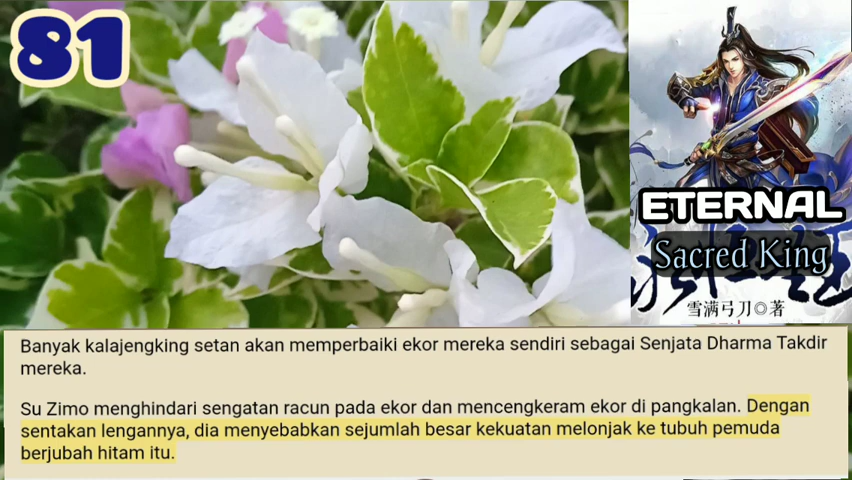 81
ETERNAL
Sacred King
雪满弓刀◎著
Banyak kalajengking setan akan memperbaiki ekor mereka sendiri sebagai Senjata Dharma Takdir
mereka.
Su Zimo menghindari sengatan racun pada ekor dan mencengkeram ekor di pangkalan. Dengan
sentakan lengannya, dia menyebabkan sejumlah besar kekuatan melonjak ke tubuh pemuda
berjubah hitam itu.